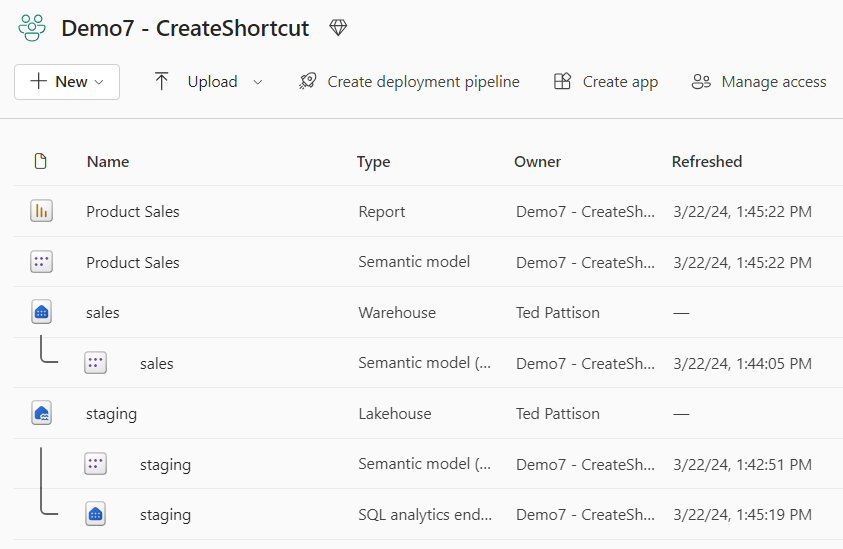 Demo7 - CreateShortcut
New Upload Create deployment pipeline Create app Manage access
Name Type Owner Refreshed
Product Sales Report Demo7 - CreateSh... 3/22/24, 1:45:22 PM
Product Sales Semantic model Demo7 - CreateSh... 3/22/24, 1:45:22 PM
sales Warehouse Ted Pattison —
sales Semantic model (... Demo7 - CreateSh... 3/22/24, 1:44:05 PM
staging Lakehouse Ted Pattison —
staging Semantic model (... Demo7 - CreateSh... 3/22/24, 1:42:51 PM
staging SQL analytics end... Demo7 - CreateSh... 3/22/24, 1:45:19 PM